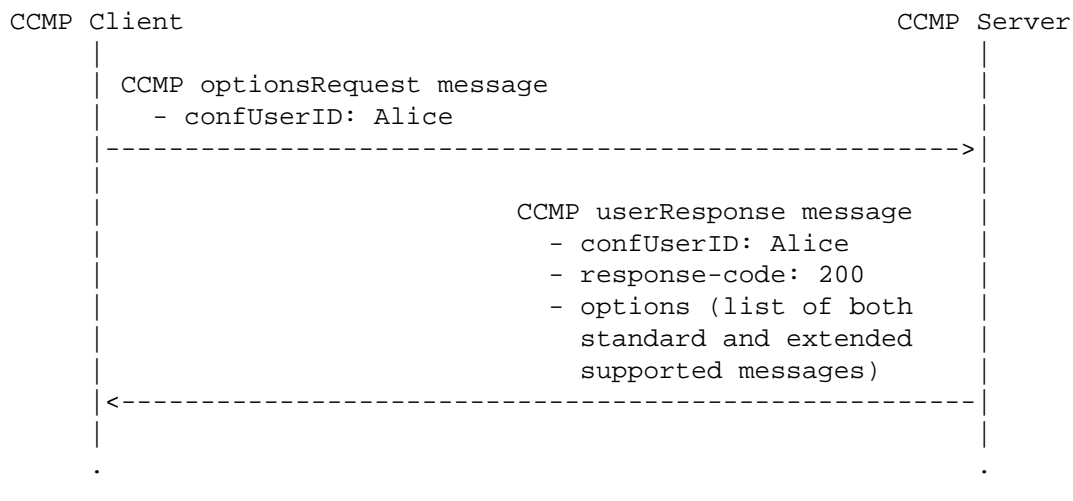 CCMP Client CCMP Server
CCMP optionsRequest message
- confUserID: Alice
CCMP userResponse message
- confUserID: Alice
- response-code: 200
- options (list of both
standard and extended
supported messages)